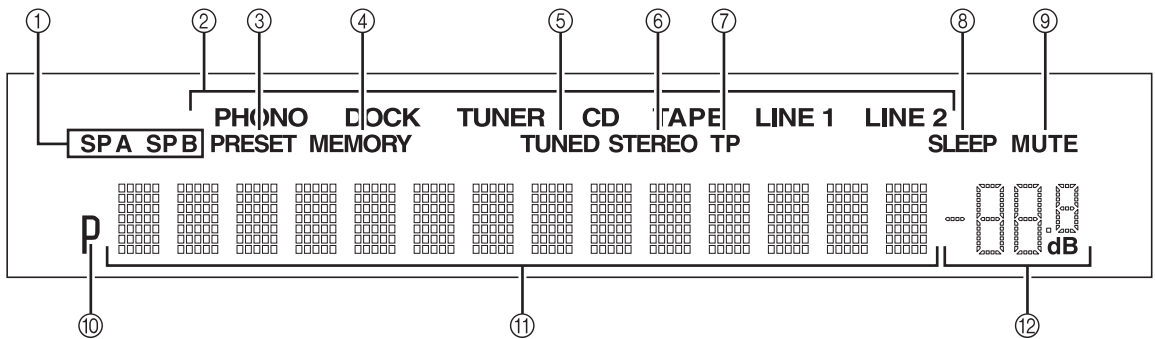 ① ② ③ ④ ⑤ ⑥ ⑦ ⑧ ⑨
PHONO DOCK TUNER CD TAPE LINE 1 LINE 2
SP A SP B PRESET MEMORY TUNED STEREO TP SLEEP MUTE
P -88.8 dB
⑩ ⑪ ⑫